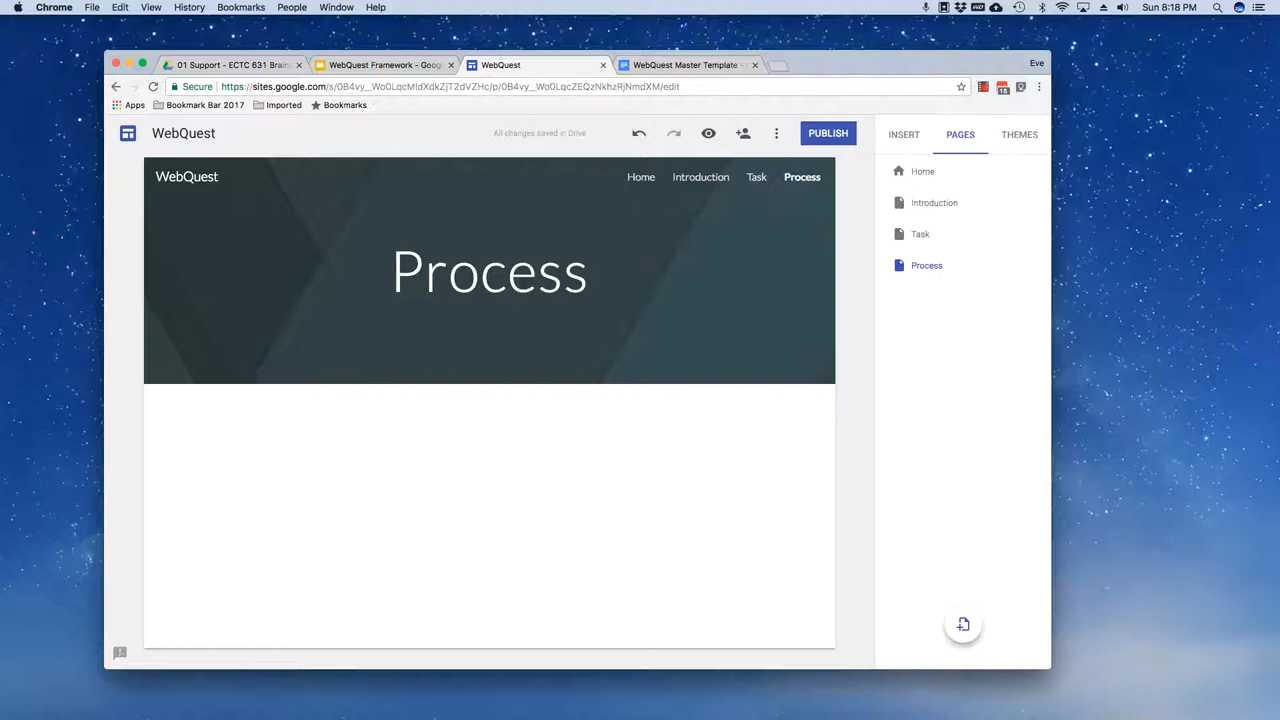 Chrome File Edit View History Bookmarks People Window Help Sun 8:18 PM
01 Support - ECTC 631 Brain WebQuest Framework - Goog WebQuest WebQuest Master Template - Eve
Secure https://sites.google.com/s/0B4vy_Wo0LqcMldXdkZjT2dVZHc/p/0B4vy_Wo0LqcZEQzNkhzRjNmdXM/edit 15
Apps Bookmark Bar 2017 Imported Bookmarks
WebQuest All changes saved in Drive PUBLISH INSERT PAGES THEMES
WebQuest Home Introduction Task Process
Process
Home
Introduction
Task
Process